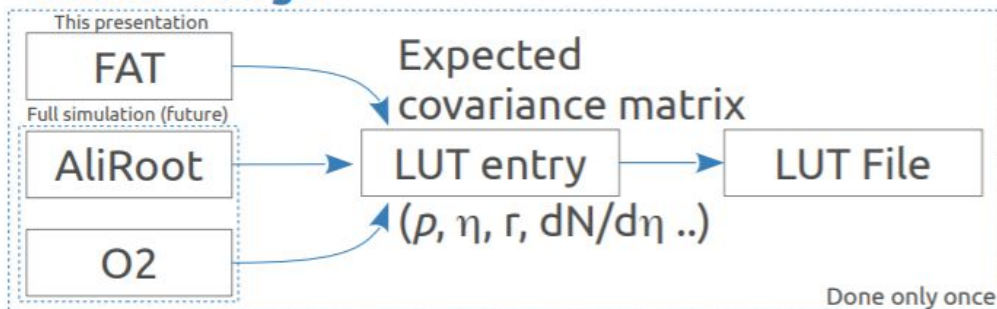 This presentation
FAT
Full simulation (future)
AliRoot
O2
Expected
covariance matrix
LUT entry
(p, η, r, dN/dη ..)
LUT File
Done only once